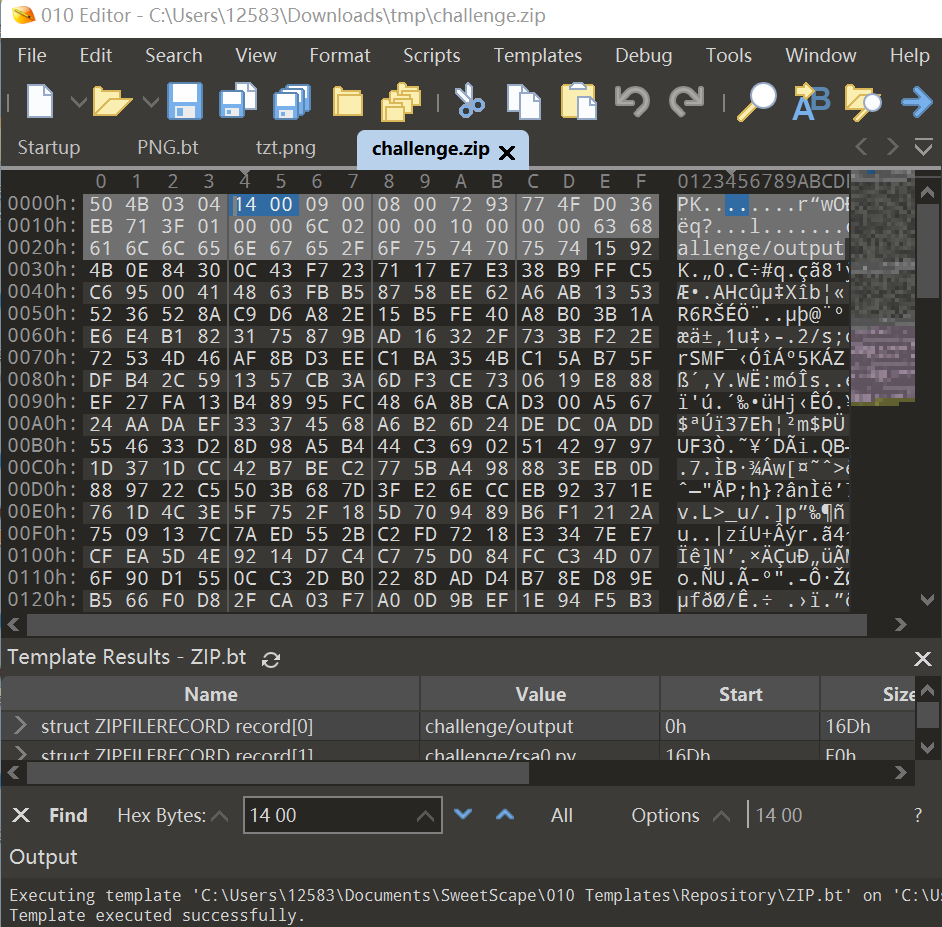 010 Editor - C:\Users\12583\Downloads\tmp\challenge.zip
File Edit Search View Format Scripts Templates Debug Tools Window Help
Startup PNG.bt tzt.png challenge.zip
0 1 2 3 4 5 6 7 8 9 A B C D E F 0123456789ABCDE
0000h: 50 4B 03 04 14 00 09 00 08 00 72 93 77 4F D0 36 PK........r“wOÐ
0010h: EB 71 3F 01 00 00 6C 02 00 00 10 00 00 00 63 68 ëq?...l.......c
0020h: 61 6C 6C 65 6E 67 65 2F 6F 75 74 70 75 74 15 92 allenge/output
0030h: 4B 0E 84 30 0C 43 F7 23 71 17 E7 E3 38 B9 FF C5 K.„0.C÷#q.çã8¹
0040h: C6 95 00 41 48 63 FB B5 87 58 EE 62 A6 AB 13 53 Æ•.AHcûµ‡Xîb¦«
0050h: 52 36 52 8A C9 D6 A8 2E 15 B5 FE 40 A8 B0 3B 1A R6RŠÉÖ¨..µþ@¨°
0060h: E6 E4 B1 82 31 75 87 9B AD 16 32 2F 73 3B F2 2E æä±‚1u‡›-.2/s;
0070h: 72 53 4D 46 AF 8B D3 EE C1 BA 35 4B C1 5A B7 5F rSMF¯‹ÓîÁº5KÁZ
0080h: DF B4 2C 59 13 57 CB 3A 6D F3 CE 73 06 19 E8 88 ß´,Y.WË:móÎs..
0090h: EF 27 FA 13 B4 89 95 FC 48 6A 8B CA D3 00 A5 67 ï'ú.´‰•üHj‹ÊÓ.
00A0h: 24 AA DA EF 33 37 45 68 A6 B2 6D 24 DE DC 0A DD $ªÚï37Eh¦²m$ÞÜ
00B0h: 55 46 33 D2 8D 98 A5 B4 44 C3 69 02 51 42 97 97 UF3Ò.˜¥´DÃi.QB—
00C0h: 1D 37 1D CC 42 B7 BE C2 77 5B A4 98 88 3E EB 0D .7.ÌB·¾Âw[¤˜ˆ>
00D0h: 88 97 22 C5 50 3B 68 7D 3F E2 6E CC EB 92 37 1E ˆ—"ÅP;h}?ânÌë’
00E0h: 76 1D 4C 3E 5F 75 2F 18 5D 70 94 89 B6 F1 21 2A v.L>_u/.]p”‰¶ñ
00F0h: 75 09 13 7C 7A ED 55 2B C2 FD 72 18 E3 34 7E E7 u..|zíU+Âýr.ã4
0100h: CF EA 5D 4E 92 14 D7 C4 C7 75 D0 84 FC C3 4D 07 Ïê]N’.×ÄÇuÐ„üÃM
0110h: 6F 90 D1 55 0C C3 2D B0 22 8D AD D4 B7 8E D8 9E o.ÑU.Ã-°".-Ô·ŽØ
0120h: B5 66 F0 D8 2F CA 03 F7 A0 0D 9B EF 1E 94 F5 B3 µfðØ/Ê.÷ .›ï.”
Template Results - ZIP.bt
Name Value Start Size
struct ZIPFILERECORD record[0] challenge/output 0h 16Dh
struct ZIPFILERECORD record[1] challenge/rsa0.py 16Dh E0h
Find Hex Bytes: 14 00 All Options 14 00 ?
Output
Executing template 'C:\Users\12583\Documents\SweetScape\010 Templates\Repository\ZIP.bt' on 'C:\Us
Template executed successfully.